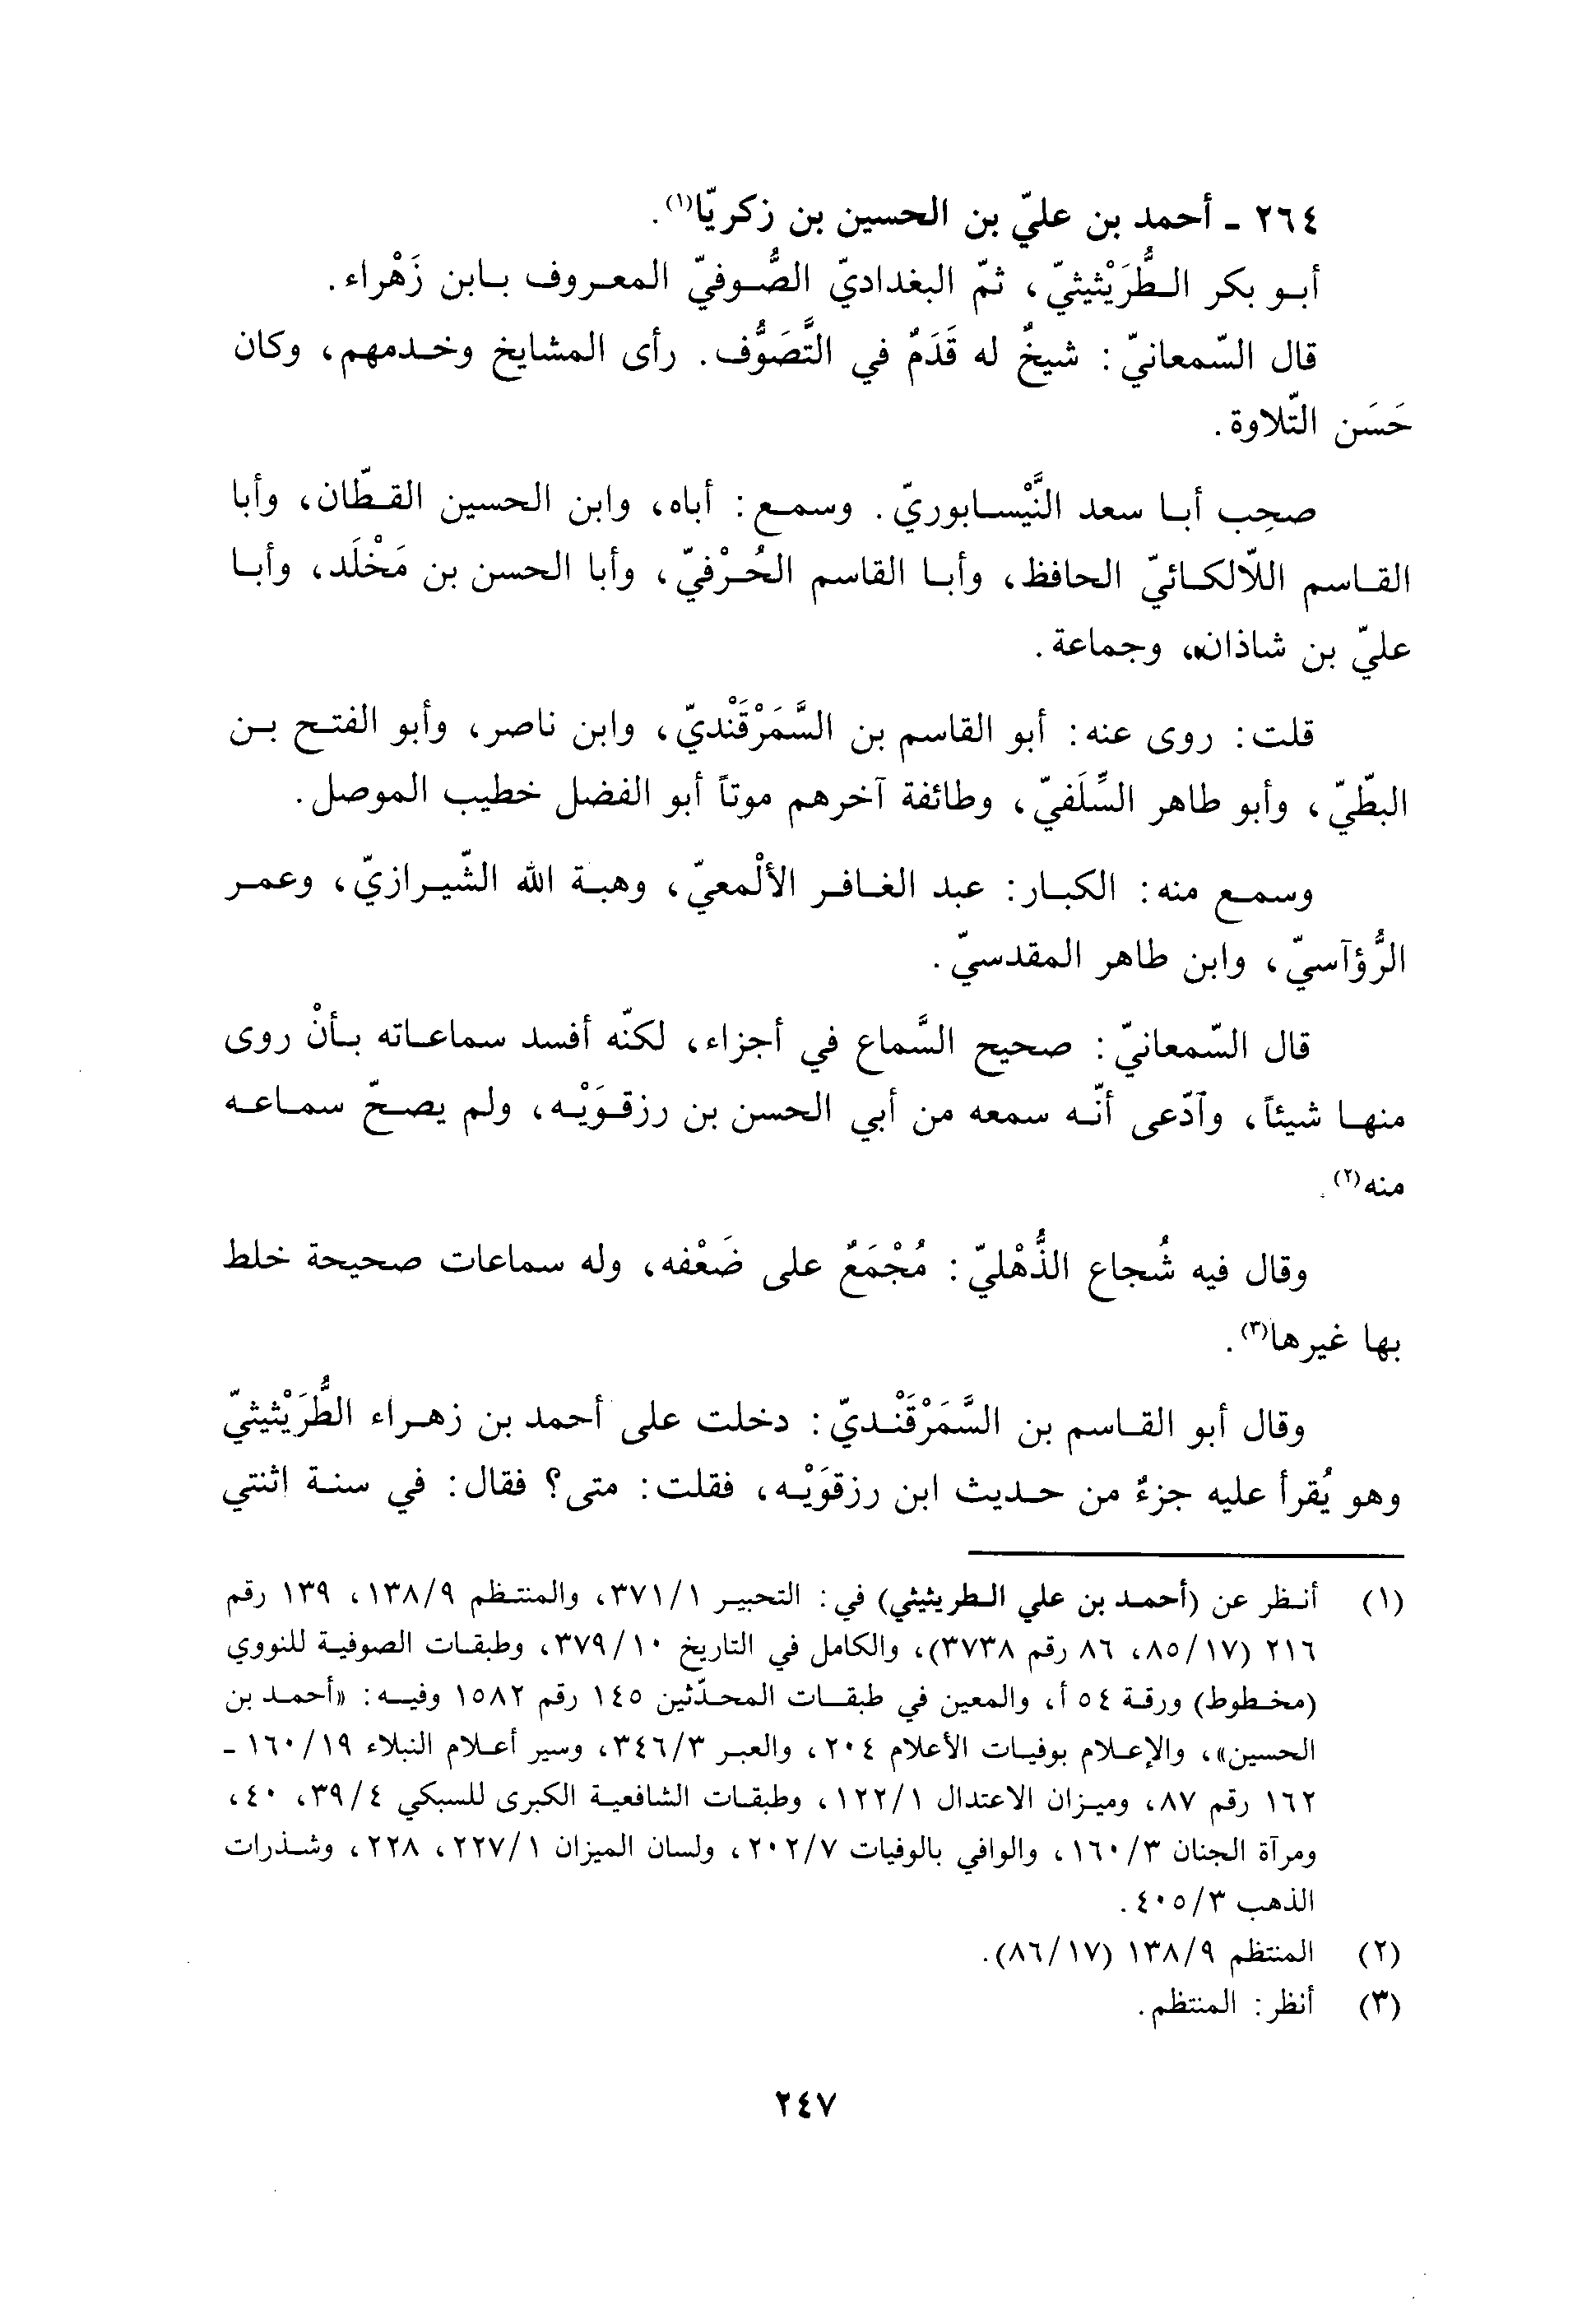 ٢٦٤ ـ أحمد بن عليّ بن الحسين بن زكريّا(١).
أبو بكر الطُّرَيْثيثيّ، ثمّ البغداديّ الصُّوفيّ المعروف بابن زَهْراء.
قال السّمعانيّ: شيخٌ له قَدَمٌ في التَّصَوُّف. رأى المشايخ وخدمهم، وكان
حَسَن التّلاوة.
صحِب أبا سعد النَّيْسابوريّ. وسمع: أباه، وابن الحسين القطّان، وأبا
القاسم اللّالكائيّ الحافظ، وأبا القاسم الحُرْفيّ، وأبا الحسن بن مَخْلَد، وأبا
عليّ بن شاذان، وجماعة.
قلت: روى عنه: أبو القاسم بن السَّمَرْقَنْديّ، وابن ناصر، وأبو الفتح بن
البطّيّ، وأبو طاهر السِّلَفيّ، وطائفة آخرهم موتاً أبو الفضل خطيب الموصل.
وسمع منه: الكبار: عبد الغافر الألْمعيّ، وهبة الله الشّيرازيّ، وعمر
الرُّؤآسيّ، وابن طاهر المقدسيّ.
قال السّمعانيّ: صحيح السَّماع في أجزاء، لكنّه أفسد سماعاته بأنْ روى
منها شيئاً، وآدّعى أنّه سمعه من أبي الحسن بن رزقوَيْه، ولم يصحّ سماعه
منه(٢).
وقال فيه شُجاع الذُّهْليّ: مُجْمَعٌ على ضَعْفه، وله سماعات صحيحة خلط
بها غيرها(٣).
وقال أبو القاسم بن السَّمَرْقَنْديّ: دخلت على أحمد بن زهراء الطُّرَيْثيثيّ
وهو يُقرأ عليه جزءٌ من حديث ابن رزقوَيْه، فقلت: متى؟ فقال: في سنة اثنتي
(١) أنظر عن (أحمد بن علي الطريثيثي) في: التحبير ٣٧١/١، والمنتظم ١٣٨/٩، ١٣٩ رقم
٢١٦ (٨٥/١٧، ٨٦ رقم ٣٧٣٨)، والكامل في التاريخ ٣٧٩/١٠، وطبقات الصوفية للنووي
(مخطوط) ورقة ٥٤ أ، والمعين في طبقات المحدّثين ١٤٥ رقم ١٥٨٢ وفيه: «أحمد بن
الحسين»، والإعلام بوفيات الأعلام ٢٠٤، والعبر ٣٤٦/٣، وسير أعلام النبلاء ١٦٠/١٩ ـ
١٦٢ رقم ٨٧، وميزان الاعتدال ١٢٢/١، وطبقات الشافعية الكبرى للسبكي ٣٩/٤، ٤٠،
ومرآة الجنان ١٦٠/٣، والوافي بالوفيات ٢٠٢/٧، ولسان الميزان ٢٢٧/١، ٢٢٨، وشذرات
الذهب ٤٠٥/٣.
(٢) المنتظم ١٣٨/٩ (٨٦/١٧).
(٣) أنظر: المنتظم.
٢٤٧